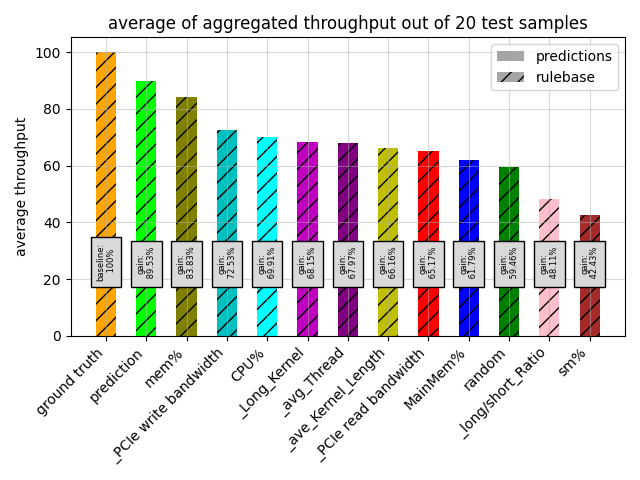 average of aggregated throughput out of 20 test samples
predictions
rulebase
average throughput
100
80
60
40
20
0
baseline:
100%
gain:
89.53%
gain:
83.83%
gain:
72.53%
gain:
69.91%
gain:
68.15%
gain:
67.97%
gain:
66.16%
gain:
65.17%
gain:
61.79%
gain:
59.46%
gain:
48.11%
gain:
42.43%
ground truth
prediction
mem%
_PCIe write bandwidth
CPU%
_Long_Kernel
_avg_Thread
_ave_Kernel_Length
_PCIe read bandwidth
MainMem%
random
_long/short_Ratio
sm%